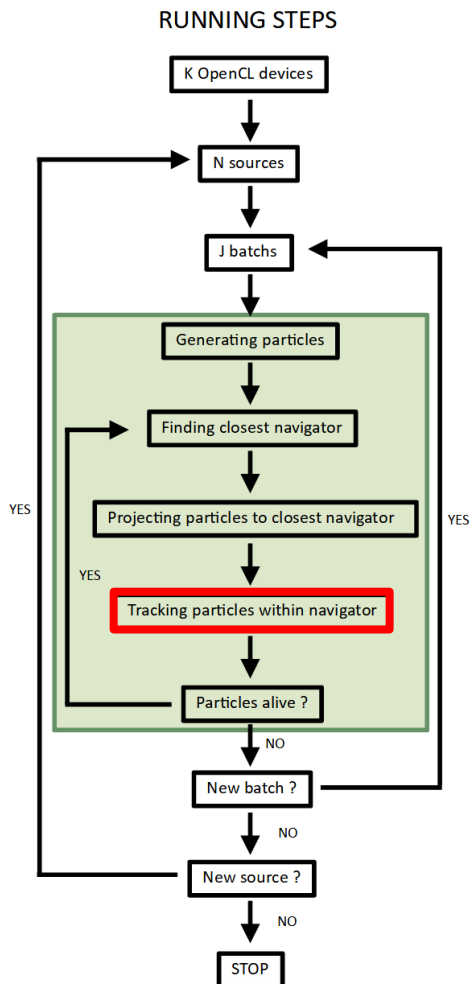 RUNNING STEPS
K OpenCL devices
N sources
J batchs
Generating particles
Finding closest navigator
YES
YES
Projecting particles to closest navigator
YES
Tracking particles within navigator
Particles alive ?
NO
New batch ?
NO
New source ?
NO
STOP